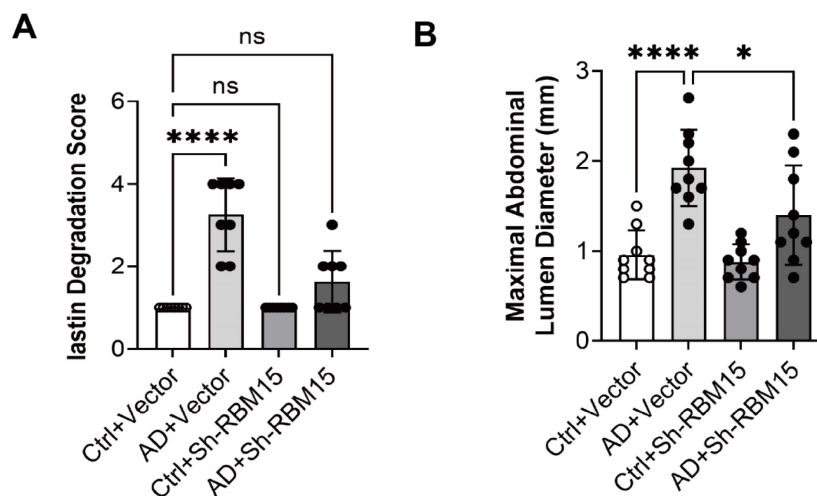 A
ns
ns
****
lastin Degradation Score
6
4
2
0
Ctrl+Vector
AD+Vector
Ctrl+Sh-RBM15
AD+Sh-RBM15
B
**** *
Maximal Abdominal
Lumen Diameter (mm)
3
2
1
0
Ctrl+Vector
AD+Vector
Ctrl+Sh-RBM15
AD+Sh-RBM15